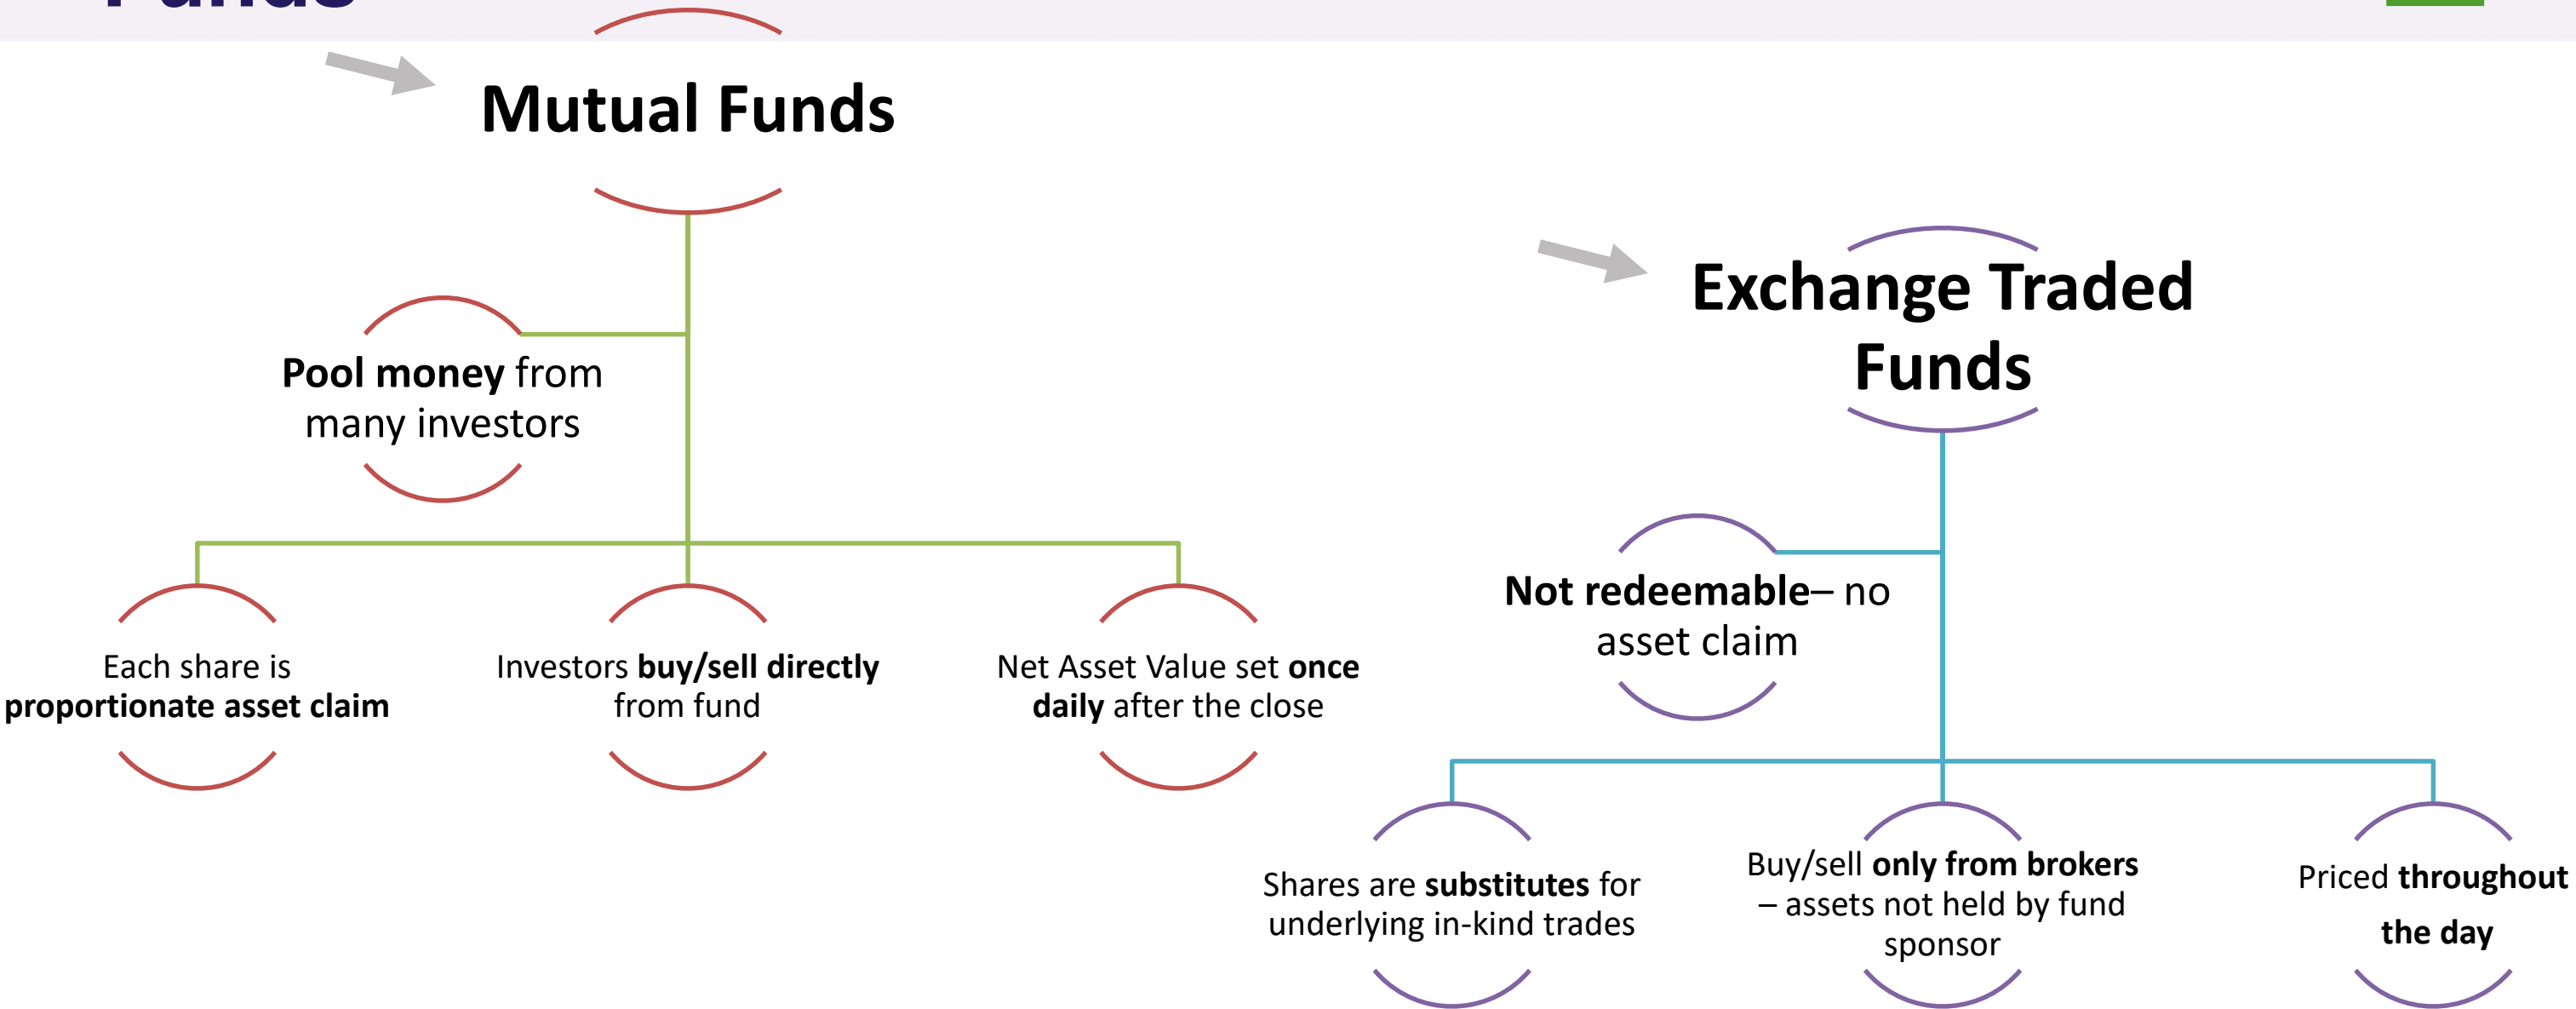 Funds
Mutual Funds
Pool money from
many investors
Each share is
proportionate asset claim
Investors buy/sell directly
from fund
Net Asset Value set once
daily after the close
Exchange Traded
Funds
Not redeemable– no
asset claim
Shares are substitutes for
underlying in-kind trades
Buy/sell only from brokers
– assets not held by fund
sponsor
Priced throughout
the day